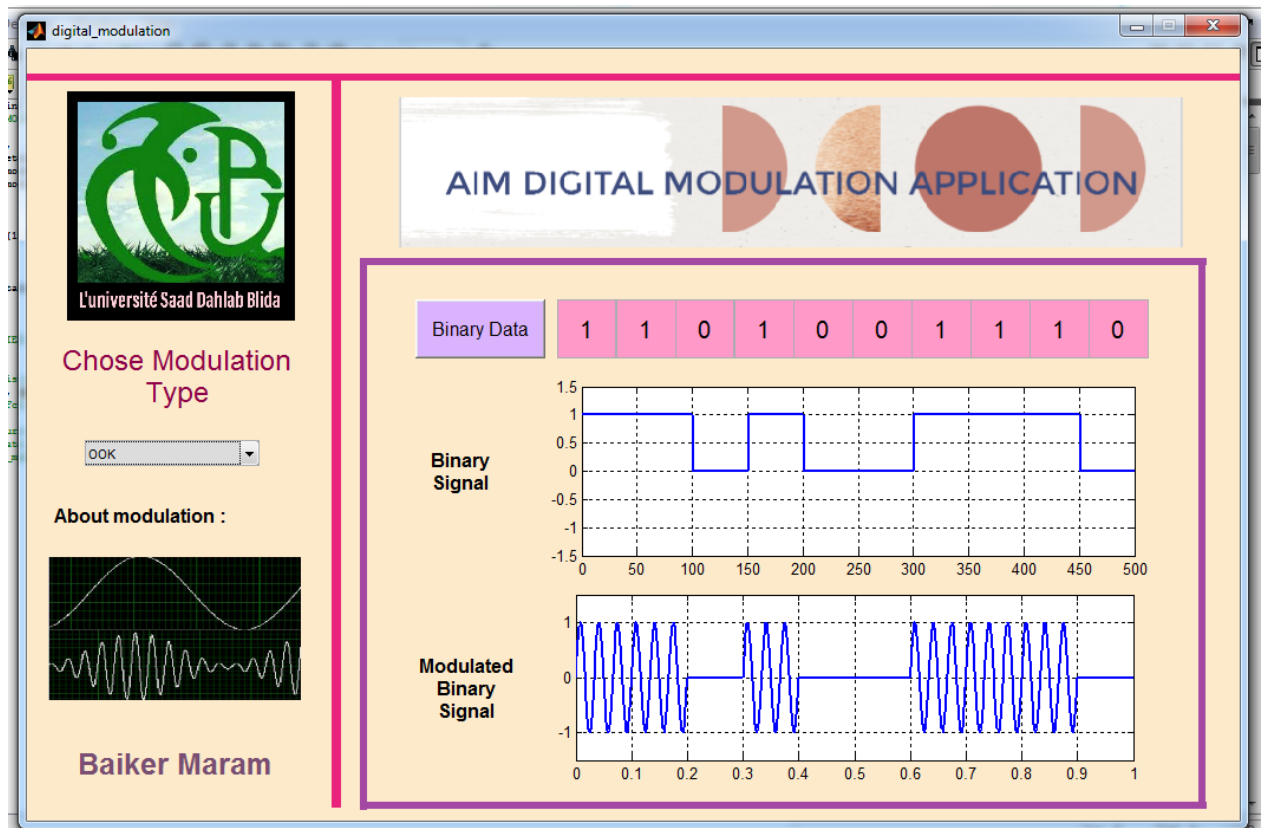 digital_modulation
L'université Saad Dahlab Blida
Chose Modulation
Type
OOK
About modulation :
Baiker Maram
AIM DIGITAL MODULATION APPLICATION
Binary Data 1 1 0 1 0 0 1 1 1 0
Binary
Signal
1.5
1
0.5
0
-0.5
-1
-1.5
0 50 100 150 200 250 300 350 400 450 500
Modulated
Binary
Signal
1
0
-1
0 0.1 0.2 0.3 0.4 0.5 0.6 0.7 0.8 0.9 1